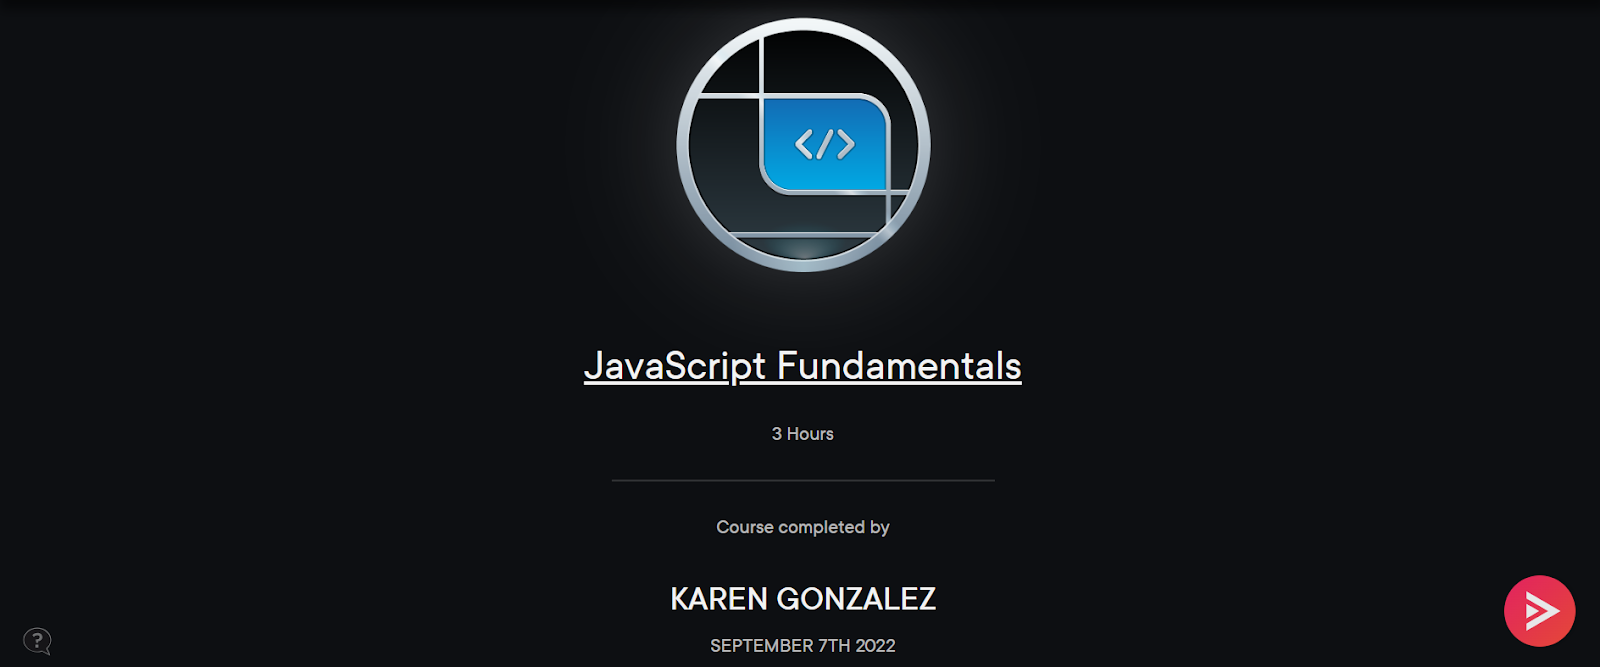 </>
JavaScript Fundamentals
3 Hours
Course completed by
KAREN GONZALEZ
SEPTEMBER 7TH 2022
?